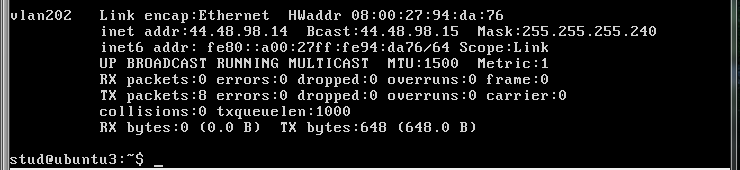 vlan202   Link encap:Ethernet  HWaddr 08:00:27:94:da:76
          inet addr:44.48.98.14  Bcast:44.48.98.15  Mask:255.255.255.240
          inet6 addr: fe80::a00:27ff:fe94:da76/64 Scope:Link
          UP BROADCAST RUNNING MULTICAST  MTU:1500  Metric:1
          RX packets:0 errors:0 dropped:0 overruns:0 frame:0
          TX packets:8 errors:0 dropped:0 overruns:0 carrier:0
          collisions:0 txqueuelen:1000
          RX bytes:0 (0.0 B)  TX bytes:648 (648.0 B)
stud@ubuntu3:~$ _